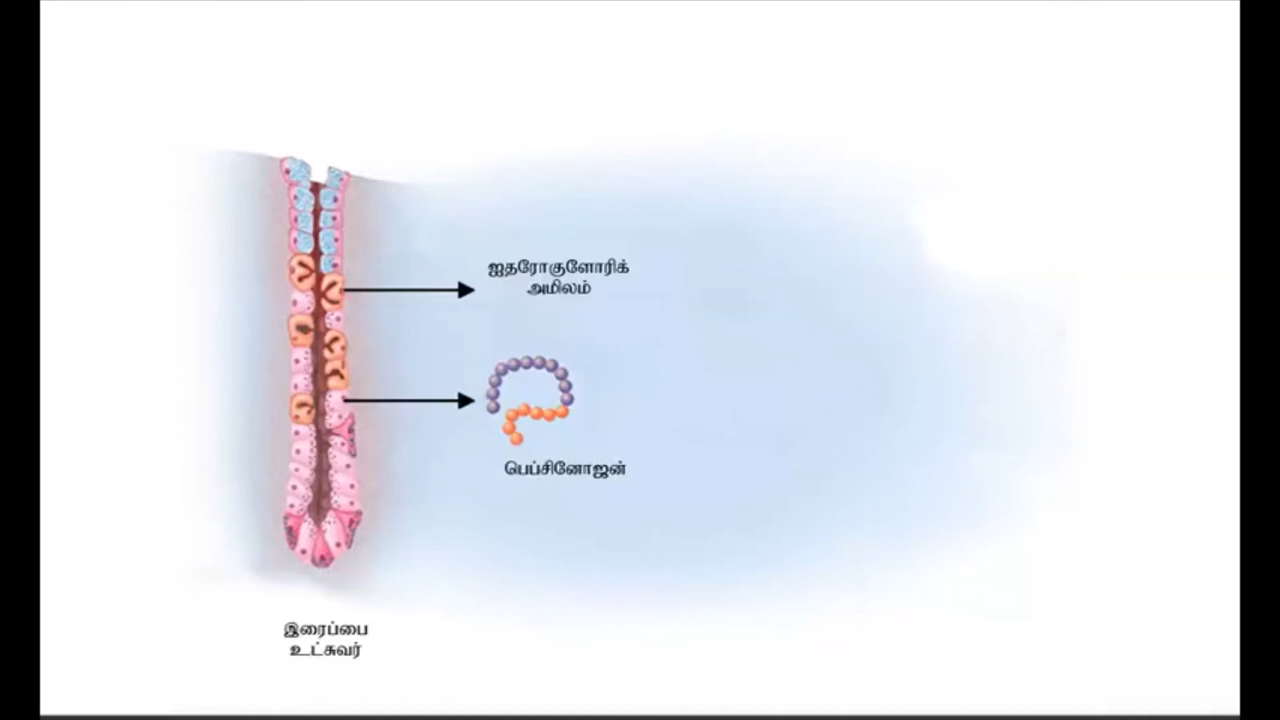 ஐதரோகுளோரிக்
அமிலம்
பெப்சினோஜன்
இரைப்பை
உட்சுவர்